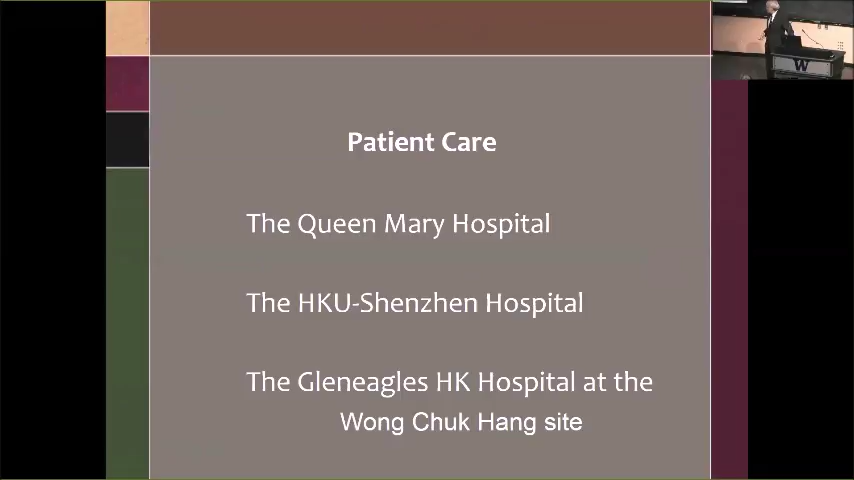 Patient Care
The Queen Mary Hospital
The HKU-Shenzhen Hospital
The Gleneagles HK Hospital at the
Wong Chuk Hang site
W